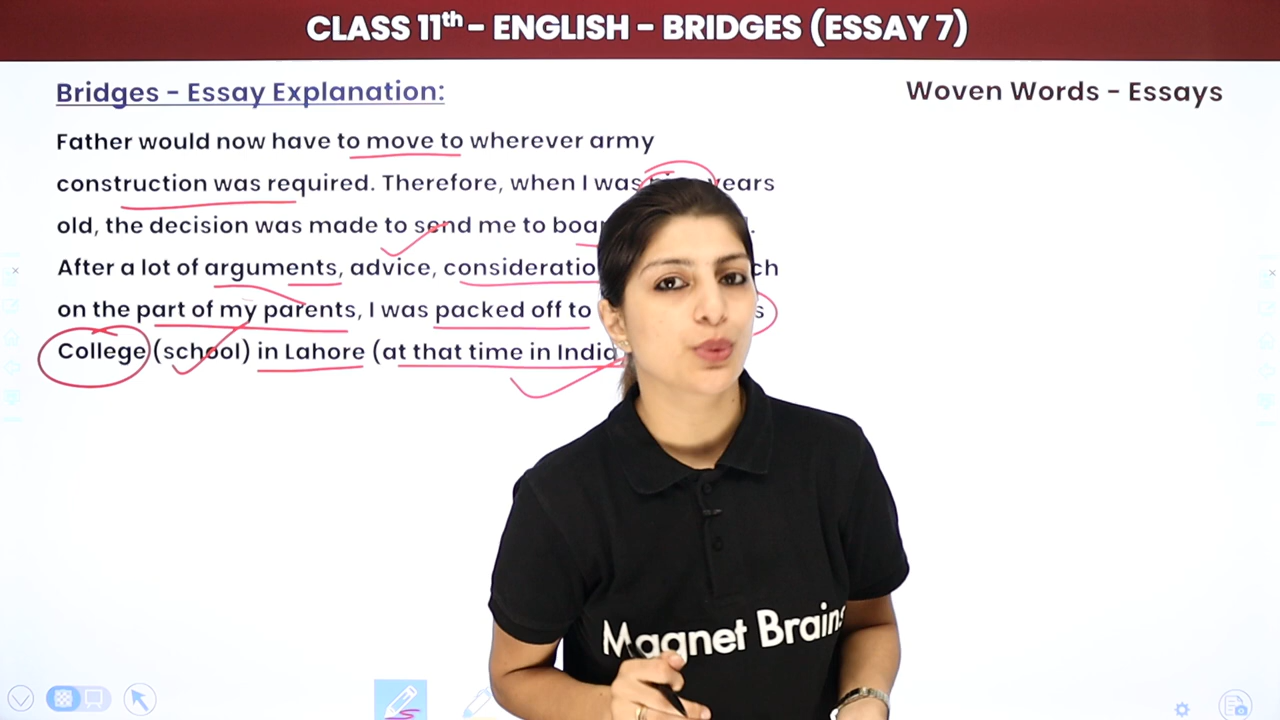 CLASS 11th - ENGLISH - BRIDGES (ESSAY 7)
Bridges - Essay Explanation:
Woven Words - Essays
Father would now have to move to wherever army
construction was required. Therefore, when I was years
old, the decision was made to send me to
After a lot of arguments, advice,
on the part of my parents, I was packed off to
College (school) in Lahore (at that time in India
Magnet Brains